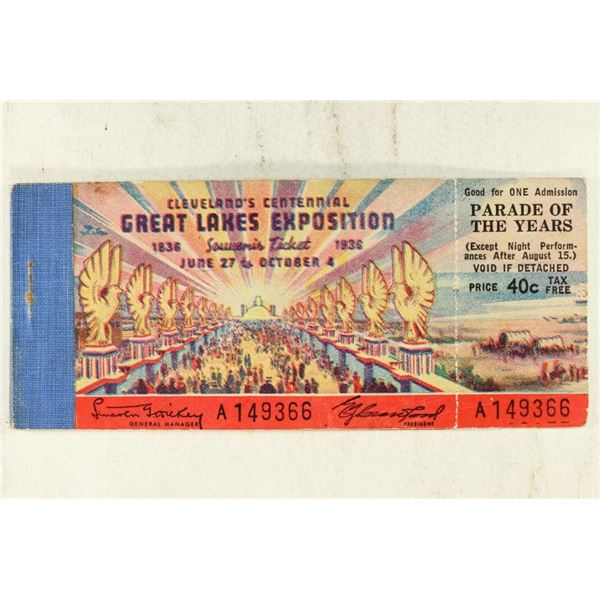 CLEVELAND'S CENTENNIAL
GREAT LAKES EXPOSITION
1836 Souvenir Ticket 1936
JUNE 27 to OCTOBER 4
GENERAL MANAGER
A 149366
PRESIDENT
Good for ONE Admission
PARADE OF
THE YEARS
(Except Night Perform-
ances After August 15.)
VOID IF DETACHED
PRICE 40c TAX FREE
A 149366